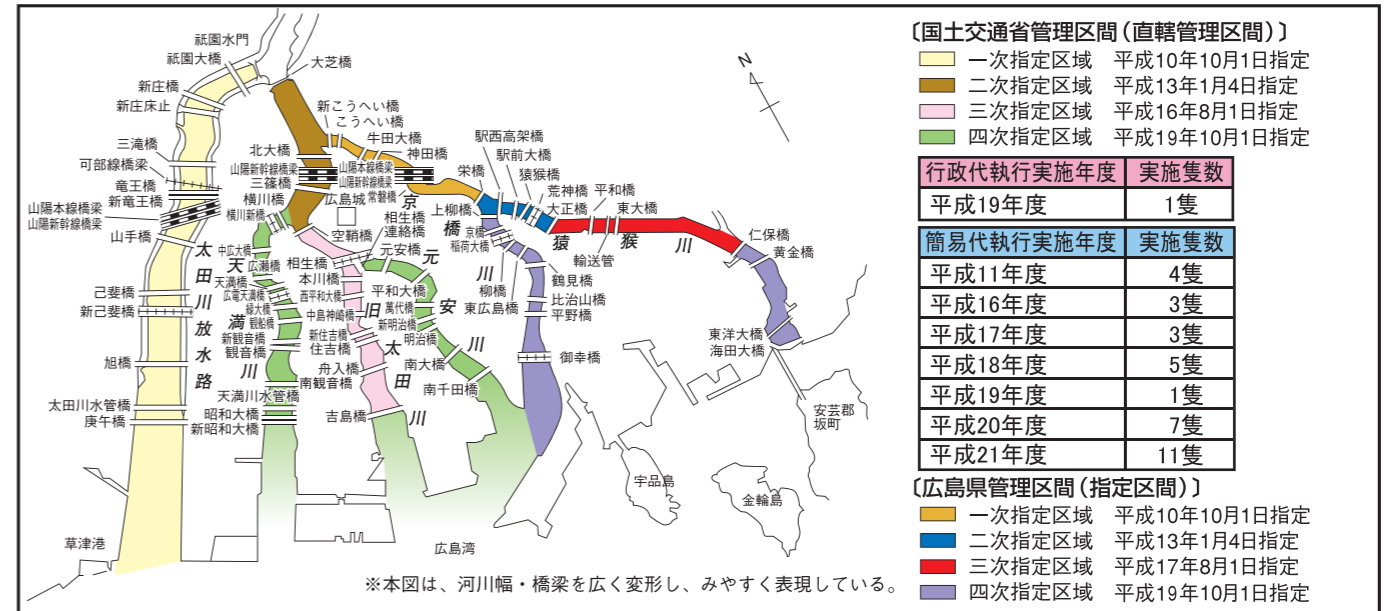 祇園水門
祇園大橋
大芝橋
新庄橋
新庄床止
新こうへい橋
こうへい橋
牛田大橋
神田橋
三滝橋
可部線橋梁
竜王橋
新竜王橋
山陽本線橋梁
山陽新幹線橋梁
山手橋
北大橋
山陽新幹線橋梁
三篠橋
横川橋
横川新橋
広島城
山陽本線橋梁
山陽新幹線橋梁
常磐橋
栄橋
駅西高架橋
駅前大橋
猿猴橋
荒神橋
大正橋
平和橋
東大橋
輸送管
仁保橋
黄金橋
東洋大橋
海田大橋
上柳橋
京橋
稲荷大橋
柳橋
東広島橋
鶴見橋
比治山橋
平野橋
御幸橋
相生橋
連絡橋
元安橋
空鞘橋
相生橋
本川橋
西平和大橋
中島神崎橋
新住吉橋
住吉橋
舟入橋
吉島橋
平和大橋
萬代橋
新明治橋
明治橋
南大橋
南千田橋
中広大橋
広瀬橋
天満橋
広電天満橋
緑大橋
観船橋
新観音橋
観音橋
南観音橋
天満川水管橋
昭和大橋
新昭和大橋
己斐橋
新己斐橋
旭橋
太田川水管橋
庚午橋
太田川放水路
天満川
旧太田川
元安川
京橋川
猿猴川
草津港
広島湾
宇品島
金輪島
安芸郡
坂町
N
※本図は、河川幅・橋梁を広く変形し、みやすく表現している。
〔国土交通省管理区間(直轄管理区間)〕
一次指定区域 平成10年10月1日指定
二次指定区域 平成13年1月4日指定
三次指定区域 平成16年8月1日指定
四次指定区域 平成19年10月1日指定
行政代執行実施年度 実施隻数
平成19年度 1隻
簡易代執行実施年度 実施隻数
平成11年度 4隻
平成16年度 3隻
平成17年度 3隻
平成18年度 5隻
平成19年度 1隻
平成20年度 7隻
平成21年度 11隻
〔広島県管理区間(指定区間)〕
一次指定区域 平成10年10月1日指定
二次指定区域 平成13年1月4日指定
三次指定区域 平成17年8月1日指定
四次指定区域 平成19年10月1日指定